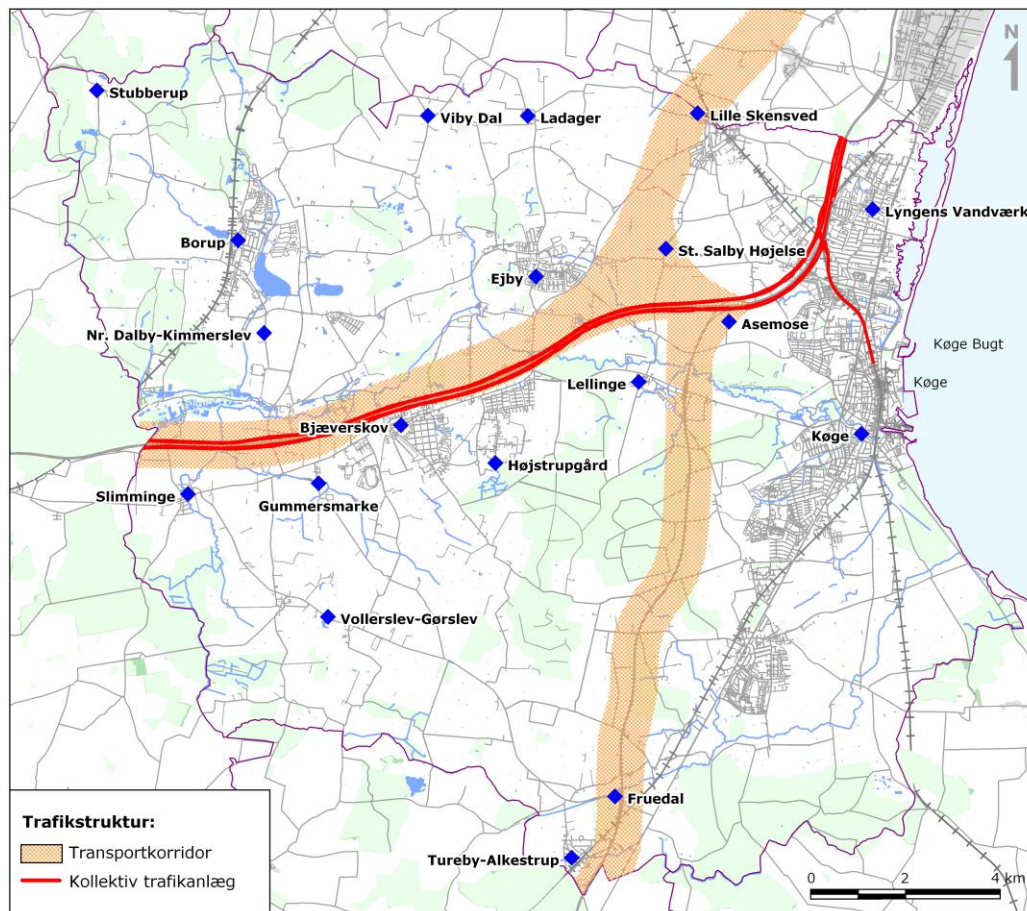 N
Stubberup
Viby Dal
Ladager
Lille Skensved
Lyngens Vandværk
Borup
St. Salby Højelse
Ejby
Nr. Dalby-Kimmerslev
Asemose
Køge Bugt
Lellinge
Køge
Bjæverskov
Køge
Højstrupgård
Slimminge
Gummersmarke
Vollerslev-Gørslev
Fruedal
Tureby-Alkestrup
Trafikstruktur:
Transportkorridor
Kollektiv trafikanlæg
0 2 4 km